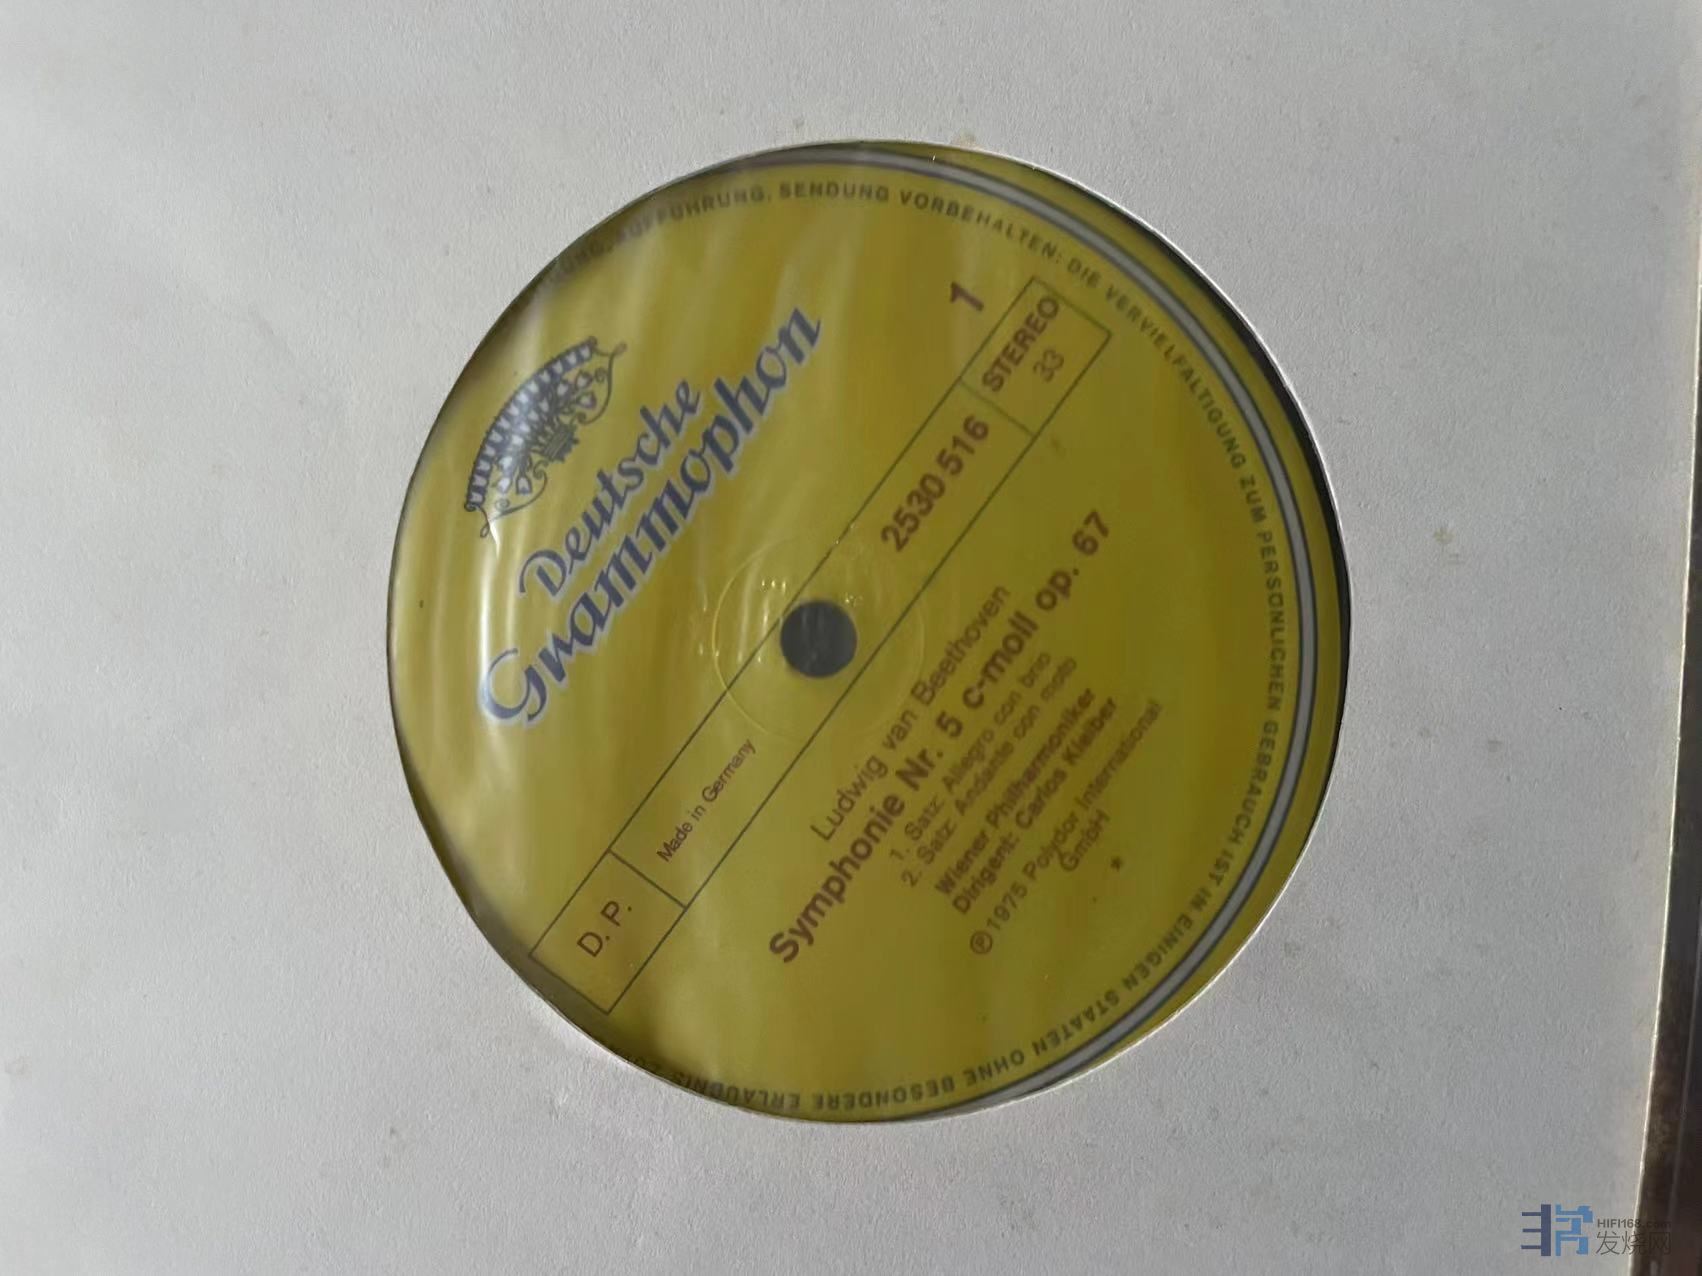 Deutsche
Grammophon
1
D. P.
Made in Germany
2530 516
STEREO
33
Ludwig van Beethoven
Symphonie Nr. 5 c-moll op. 67
1. Satz: Allegro con brio
2. Satz: Andante con moto
Wiener Philharmoniker
Dirigent: Carlos Kleiber
℗ 1975 Polydor International
GmbH
*
AUFFÜHRUNG, SENDUNG VORBEHALTEN; DIE VERVIELFÄLTIGUNG ZUM PERSÖNLICHEN GEBRAUCH IST IN EINIGEN STAATEN OHNE BESONDERE ERLAUBNIS
HIFI168.com
发烧网